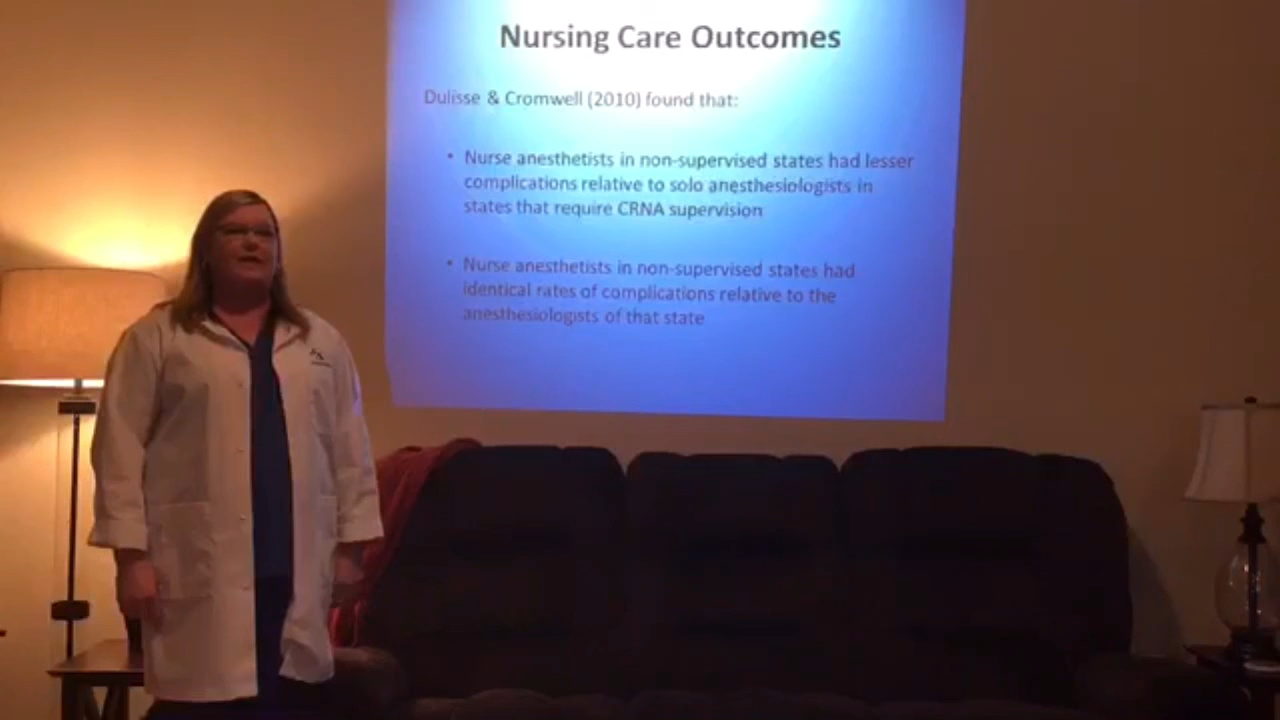 Nursing Care Outcomes
Dulisse & Cromwell (2010) found that:
• Nurse anesthetists in non-supervised states had lesser
complications relative to solo anesthesiologists in
states that require CRNA supervision
• Nurse anesthetists in non-supervised states had
identical rates of complications relative to the
anesthesiologists of that state